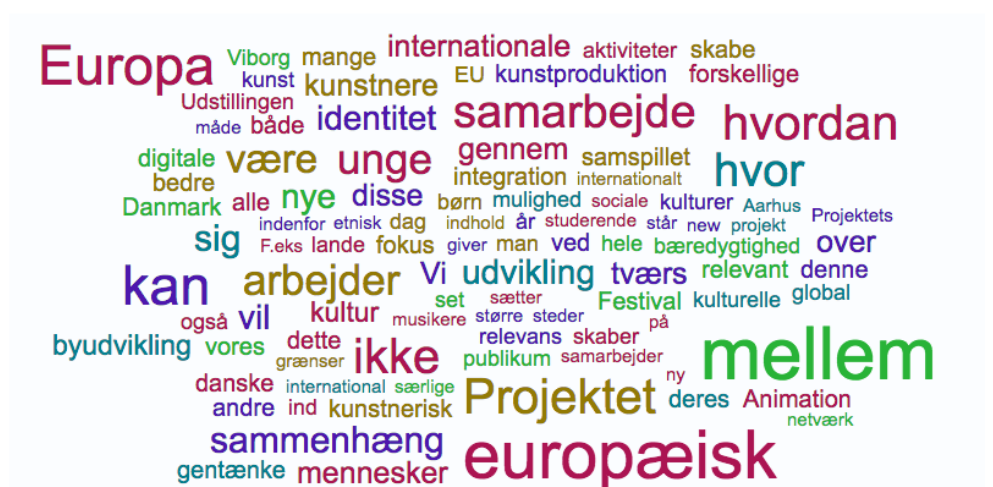 Europa Viborg mange internationale aktiviteter skabe
kunst kunstnere EU kunstproduktion forskellige
Udstillingen identitet samarbejde hvordan
måde både
digitale være unge gennem samspillet hvor
bedre integration internationalt
Danmark alle nye disse børn mulighed sociale kulturer Aarhus
indenfor etnisk dag indhold år studerende står new projekt Projektets
sig F.eks lande fokus giver man ved hele bæredygtighed over
kan arbejder Vi udvikling tværs relevant denne
set sætter Festival kulturelle global
også vil kultur musikere større steder på
byudvikling vores dette ikke relevans skaber
grænser publikum samarbejder mellem
danske international særlige Projektet ny deres Animation
andre ind kunstnerisk netværk
sammenhæng europæisk
gentænke mennesker